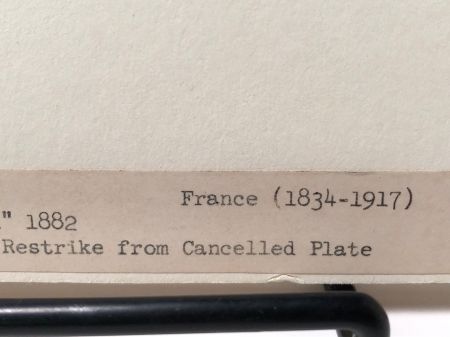 France (1834-1917)
" 1882
Restrike from Cancelled Plate